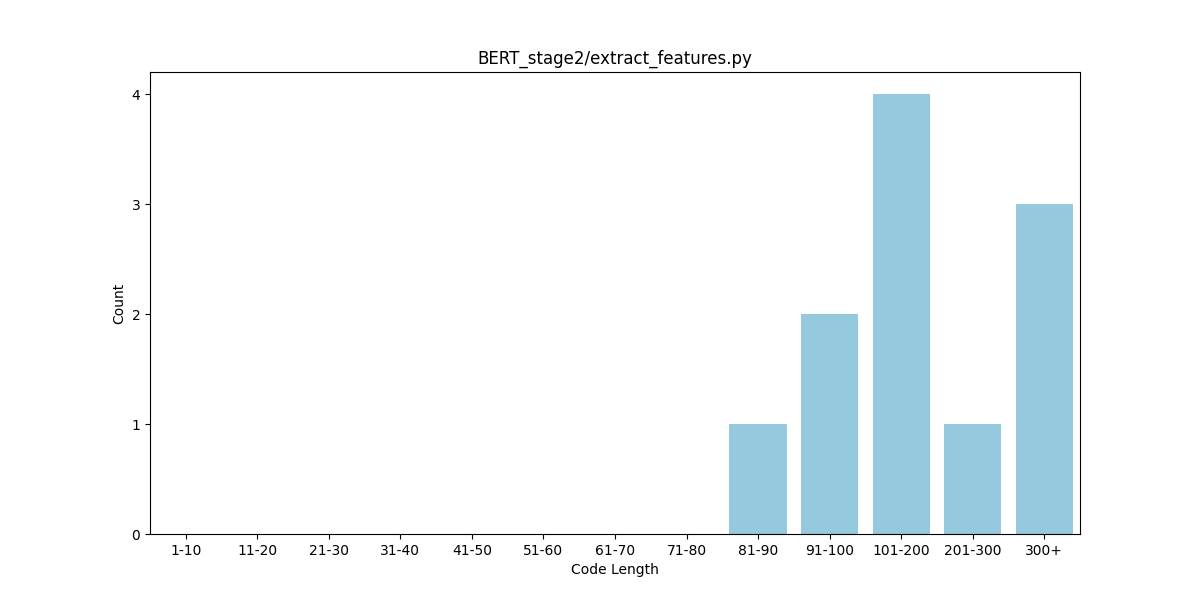 BERT_stage2/extract_features.py
Count
4
3
2
1
0
1-10 11-20 21-30 31-40 41-50 51-60 61-70 71-80 81-90 91-100 101-200 201-300 300+
Code Length